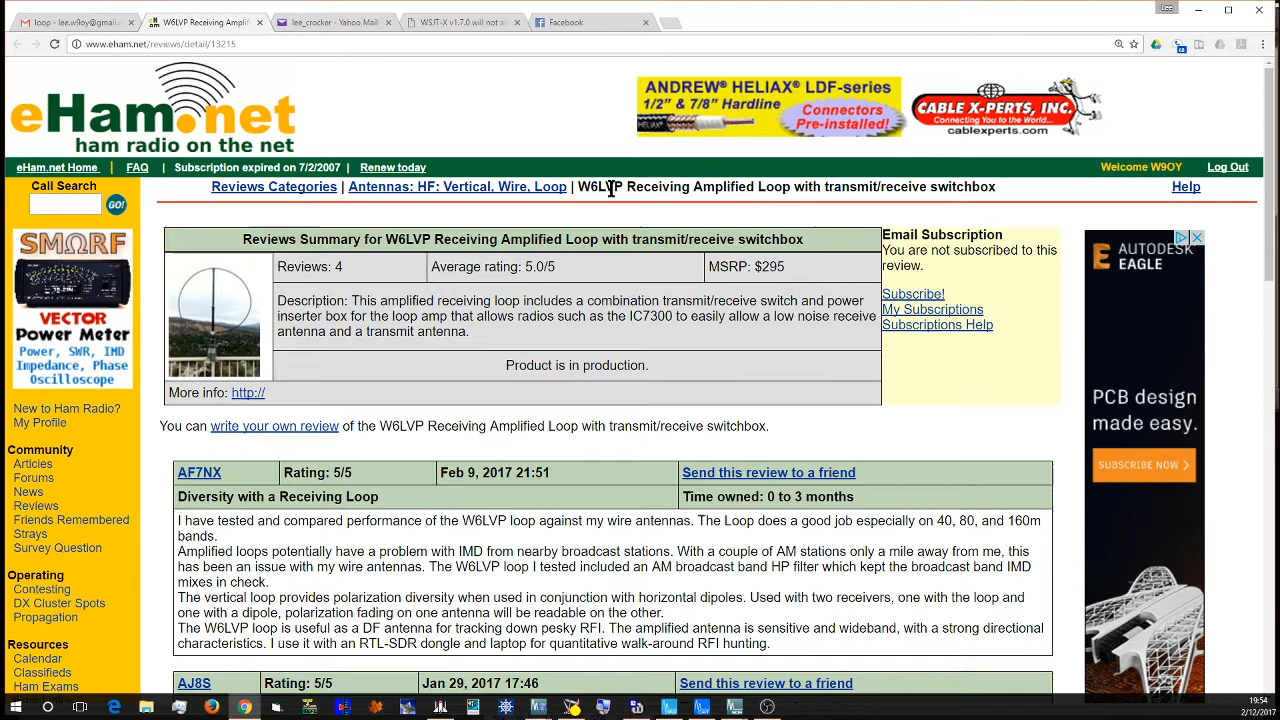 Lee
loop - lee.w9oy@gmail.c
W6LVP Receiving Amplif
lee_crocker - Yahoo Mail
WSJT-X v1.7.0 will not al
Facebook
www.eham.net/reviews/detail/13215
eHam.net
ham radio on the net
ANDREW® HELIAX® LDF-series
1/2" & 7/8" Hardline
Connectors
Pre-installed!
CABLE X-PERTS, INC.
Connecting You to the World...
cablexperts.com
eHam.net Home | FAQ | Subscription expired on 7/2/2007 | Renew today
Welcome W9OY Log Out
Call Search
GO!
Reviews Categories | Antennas: HF: Vertical, Wire, Loop | W6LVP Receiving Amplified Loop with transmit/receive switchbox
Help
Reviews Summary for W6LVP Receiving Amplified Loop with transmit/receive switchbox
Reviews: 4
Average rating: 5.0/5
MSRP: $295
Description: This amplified receiving loop includes a combination transmit/receive switch and power
inserter box for the loop amp that allows radios such as the IC7300 to easily allow a low noise receive
antenna and a transmit antenna.
Product is in production.
More info: http://
Email Subscription
You are not subscribed to this
review.
Subscribe!
My Subscriptions
Subscriptions Help
You can write your own review of the W6LVP Receiving Amplified Loop with transmit/receive switchbox.
AF7NX
Rating: 5/5
Feb 9, 2017 21:51
Send this review to a friend
Diversity with a Receiving Loop
Time owned: 0 to 3 months
I have tested and compared performance of the W6LVP loop against my wire antennas. The Loop does a good job especially on 40, 80, and 160m
bands.
Amplified loops potentially have a problem with IMD from nearby broadcast stations. With a couple of AM stations only a mile away from me, this
has been an issue with my wire antennas. The W6LVP loop I tested included an AM broadcast band HP filter which kept the broadcast band IMD
mixes in check.
The vertical loop provides polarization diversity when used in conjunction with horizontal dipoles. Used with two receivers, one with the loop and
one with a dipole, polarization fading on one antenna will be readable on the other.
The W6LVP loop is useful as a DF antenna for tracking down pesky RFI. The amplified antenna is sensitive and wideband, with a strong directional
characteristics. I use it with an RTL-SDR dongle and laptop for quantitative walk-around RFI hunting.
AJ8S
Rating: 5/5
Jan 29, 2017 17:46
Send this review to a friend
SMΩRF
VECTOR
Power Meter
Power, SWR, IMD
Impedance, Phase
Oscilloscope
New to Ham Radio?
My Profile
Community
Articles
Forums
News
Reviews
Friends Remembered
Strays
Survey Question
Operating
Contesting
DX Cluster Spots
Propagation
Resources
Calendar
Classifieds
Ham Exams
AUTODESK
EAGLE
PCB design
made easy.
SUBSCRIBE NOW
19:54
2/12/2017